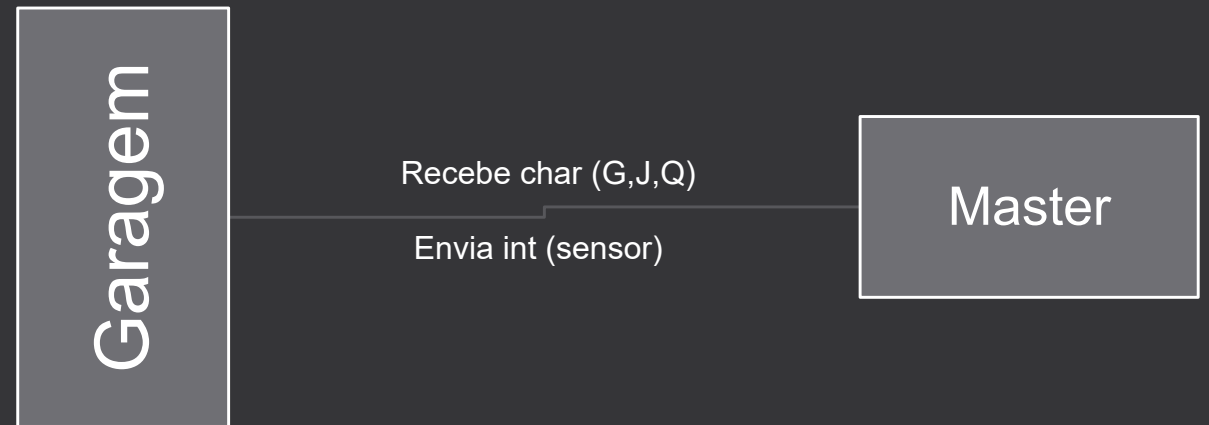 Garagem
Recebe char (G,J,Q)
Envia int (sensor)
Master